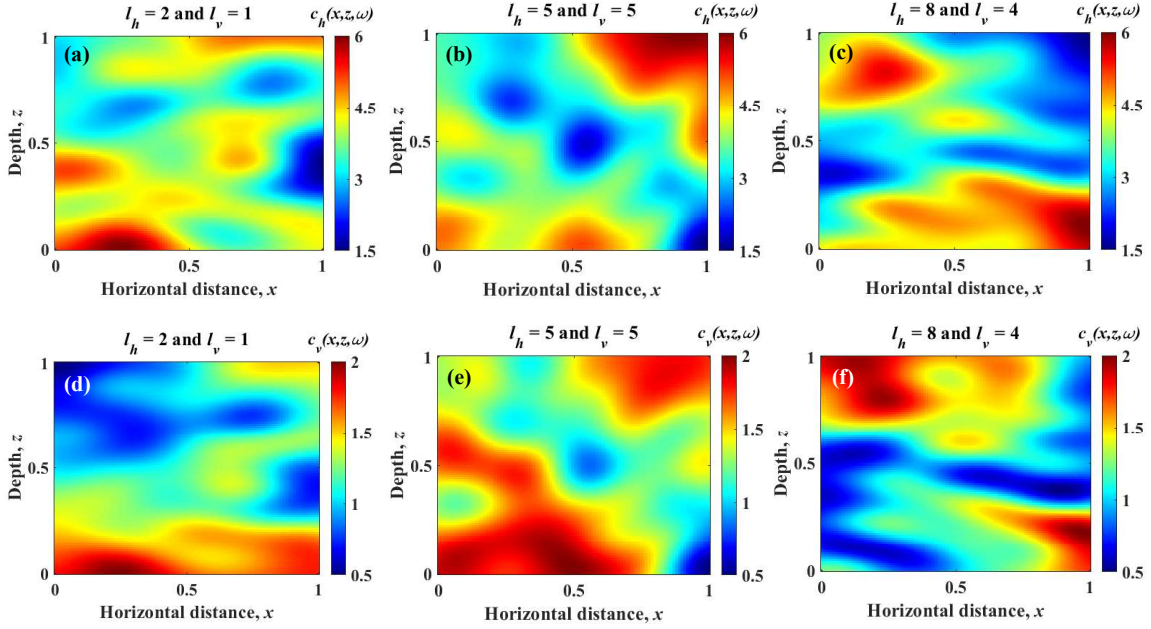 l_h = 2 and l_v = 1 c_h(x,z,ω)
l_h = 5 and l_v = 5 c_h(x,z,ω)
l_h = 8 and l_v = 4 c_h(x,z,ω)
(a)
(b)
(c)
Depth, z
1
0.5
0
0 0.5 1
Horizontal distance, x
6
4.5
3
1.5
Depth, z
1
0.5
0
0 0.5 1
Horizontal distance, x
6
4.5
3
1.5
Depth, z
1
0.5
0
0 0.5 1
Horizontal distance, x
6
4.5
3
1.5
l_h = 2 and l_v = 1 c_v(x,z,ω)
l_h = 5 and l_v = 5 c_v(x,z,ω)
l_h = 8 and l_v = 4 c_v(x,z,ω)
(d)
(e)
(f)
Depth, z
1
0.5
0
0 0.5 1
Horizontal distance, x
2
1.5
1
0.5
Depth, z
1
0.5
0
0 0.5 1
Horizontal distance, x
2
1.5
1
0.5
Depth, z
1
0.5
0
0 0.5 1
Horizontal distance, x
2
1.5
1
0.5